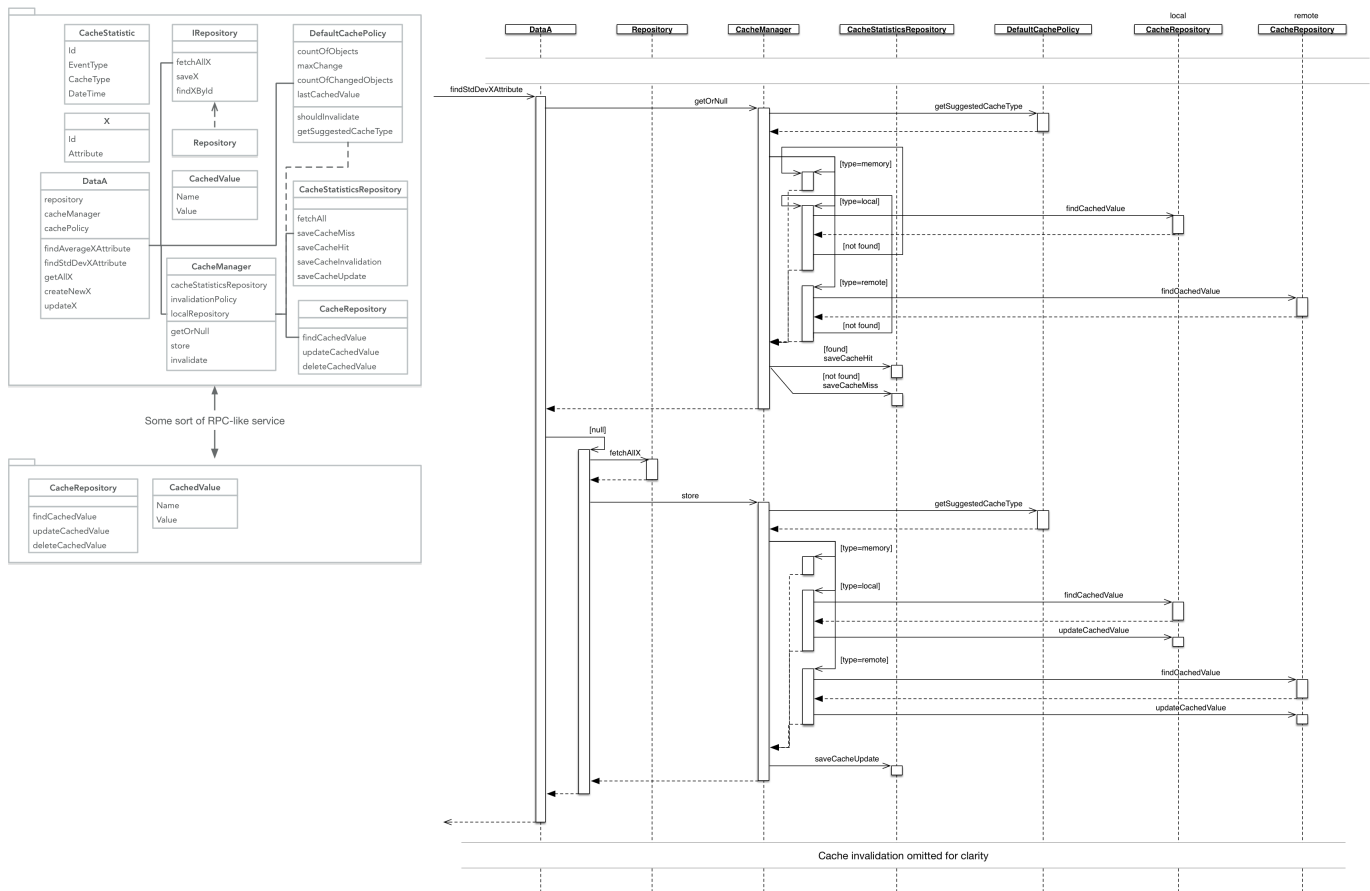 CacheStatistic
Id
EventType
CacheType
DateTime
X
Id
Attribute
IRepository
fetchAllX
saveX
findXById
Repository
CachedValue
Name
Value
DefaultCachePolicy
countOfObjects
maxChange
countOfChangedObjects
lastCachedValue
shouldInvalidate
getSuggestedCacheType
DataA
repository
cacheManager
cachePolicy
findAverageXAttribute
findStdDevXAttribute
getAllX
createNewX
updateX
CacheStatisticsRepository
fetchAll
saveCacheMiss
saveCacheHit
saveCacheInvalidation
saveCacheUpdate
CacheManager
cacheStatisticsRepository
invalidationPolicy
localRepository
getOrNull
store
invalidate
CacheRepository
findCachedValue
updateCachedValue
deleteCachedValue
Some sort of RPC-like service
CacheRepository
findCachedValue
updateCachedValue
deleteCachedValue
CachedValue
Name
Value
local
remote
DataA
Repository
CacheManager
CacheStatisticsRepository
DefaultCachePolicy
CacheRepository
CacheRepository
findStdDevXAttribute
getOrNull
getSuggestedCacheType
[type=memory]
[type=local]
findCachedValue
[not found]
[type=remote]
findCachedValue
[not found]
[found]
saveCacheHit
[not found]
saveCacheMiss
[null]
fetchAllX
store
getSuggestedCacheType
[type=memory]
[type=local]
findCachedValue
updateCachedValue
[type=remote]
findCachedValue
updateCachedValue
saveCacheUpdate
Cache invalidation omitted for clarity